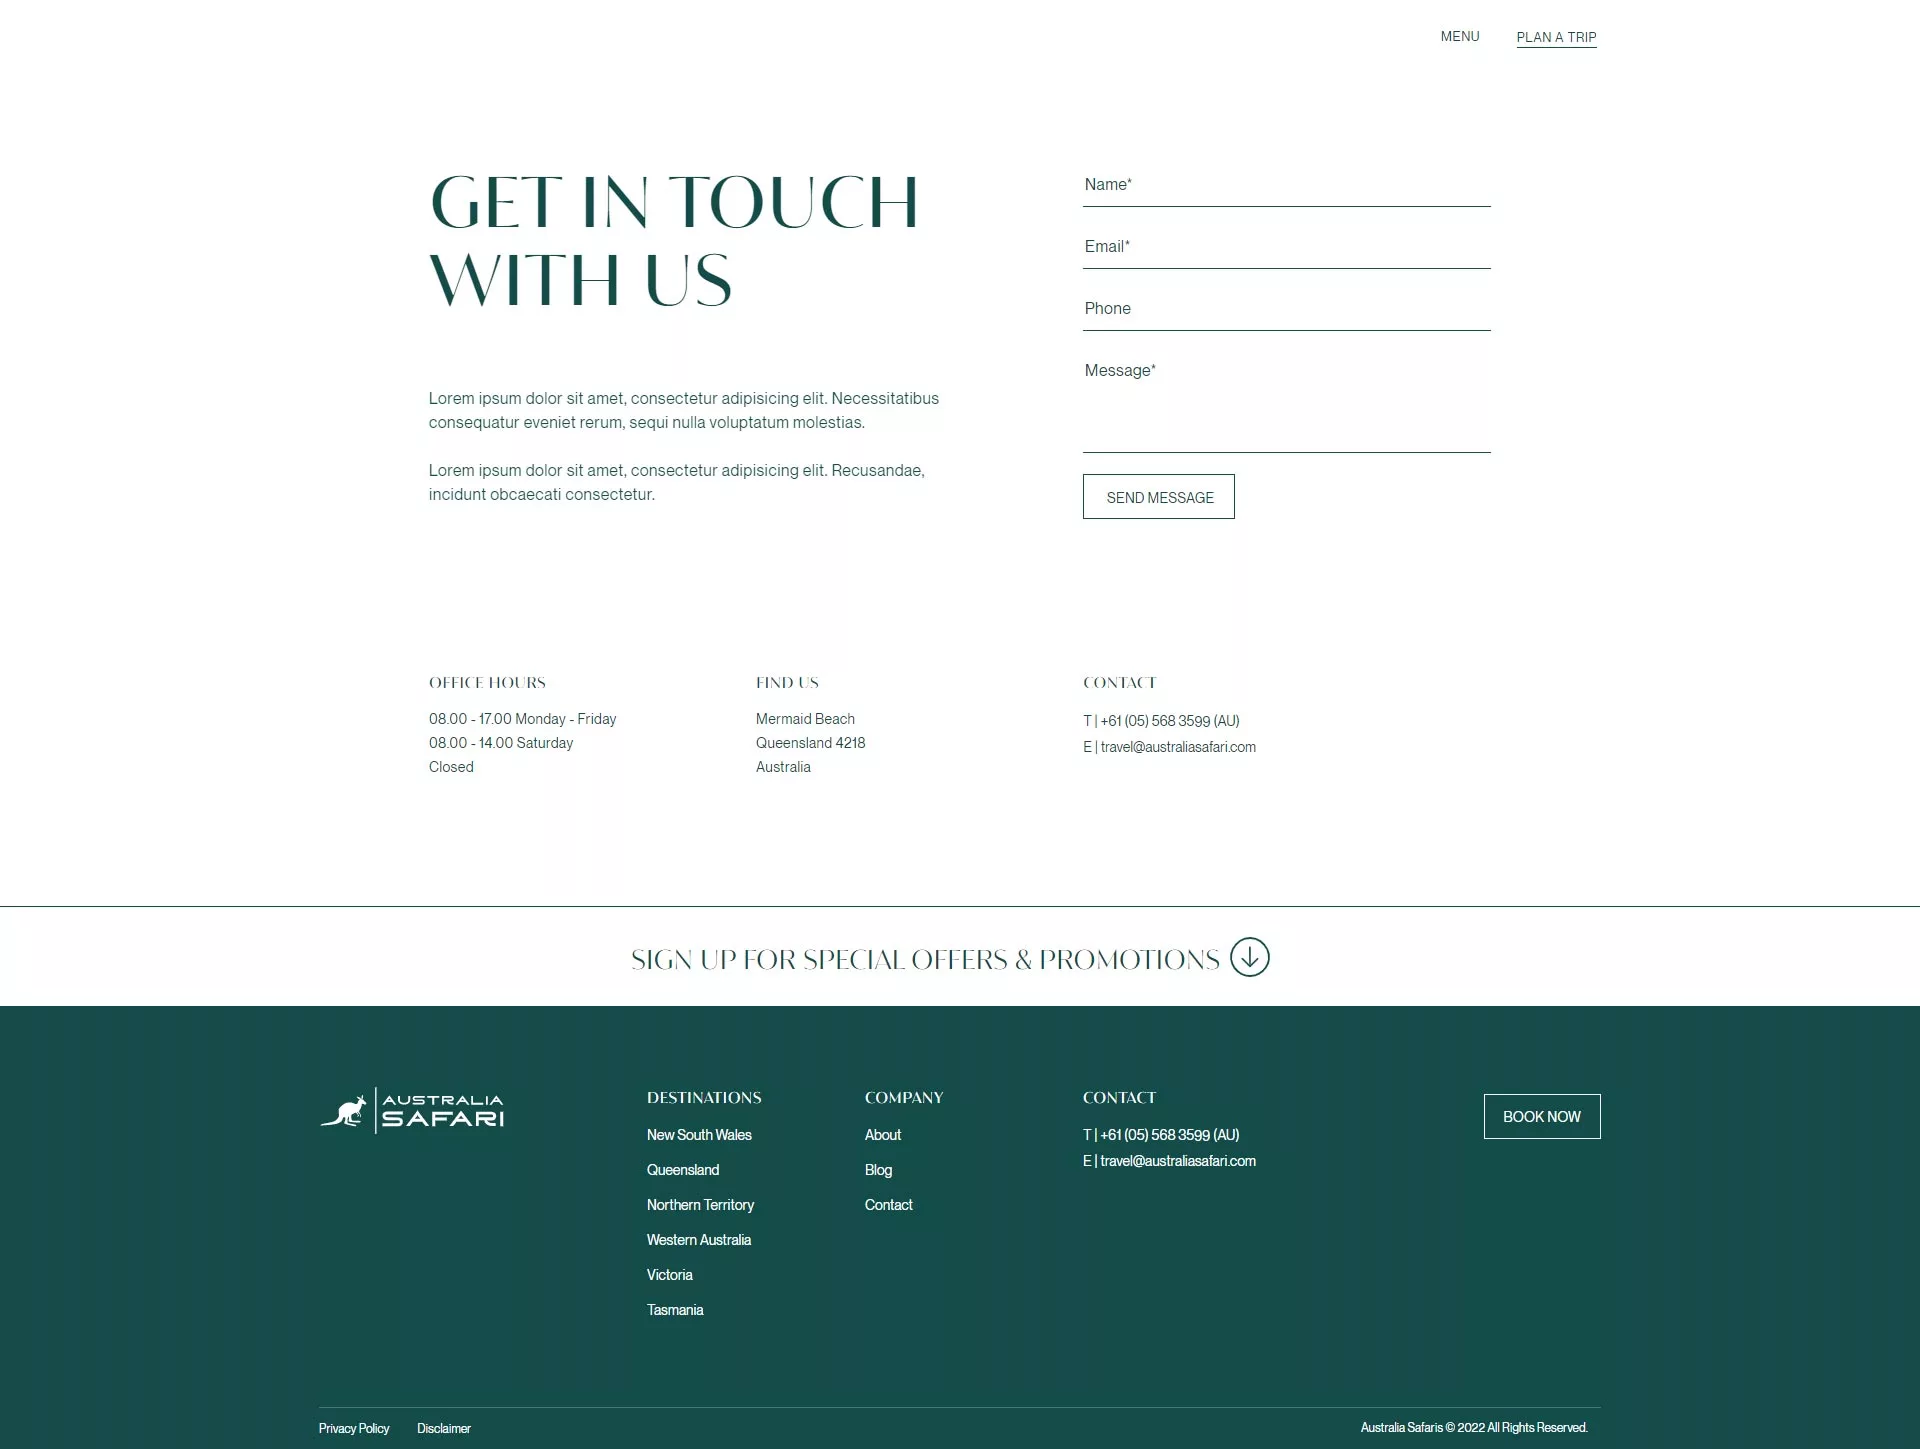 MENU
PLAN A TRIP
GET IN TOUCH
WITH US
Lorem ipsum dolor sit amet, consectetur adipisicing elit. Necessitatibus
consequatur eveniet rerum, sequi nulla voluptatum molestias.
Lorem ipsum dolor sit amet, consectetur adipisicing elit. Recusandae,
incidunt obcaecati consectetur.
Name*
Email*
Phone
Message*
SEND MESSAGE
OFFICE HOURS
08.00 - 17.00 Monday - Friday
08.00 - 14.00 Saturday
Closed
FIND US
Mermaid Beach
Queensland 4218
Australia
CONTACT
T | +61 (05) 568 3599 (AU)
E | travel@australiasafari.com
SIGN UP FOR SPECIAL OFFERS & PROMOTIONS
AUSTRALIA
SAFARI
DESTINATIONS
New South Wales
Queensland
Northern Territory
Western Australia
Victoria
Tasmania
COMPANY
About
Blog
Contact
CONTACT
T | +61 (05) 568 3599 (AU)
E | travel@australiasafari.com
BOOK NOW
Privacy Policy
Disclaimer
Australia Safaris © 2022 All Rights Reserved.